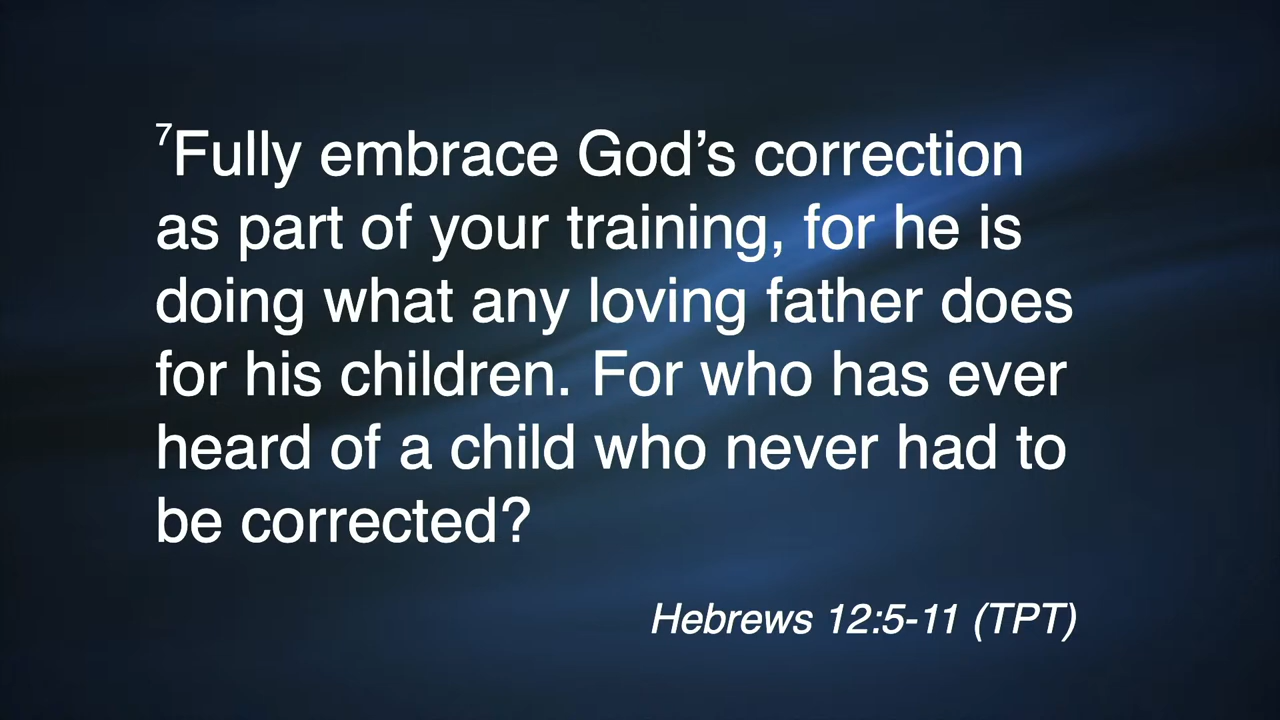 ⁷Fully embrace God’s correction
as part of your training, for he is
doing what any loving father does
for his children. For who has ever
heard of a child who never had to
be corrected?
Hebrews 12:5-11 (TPT)